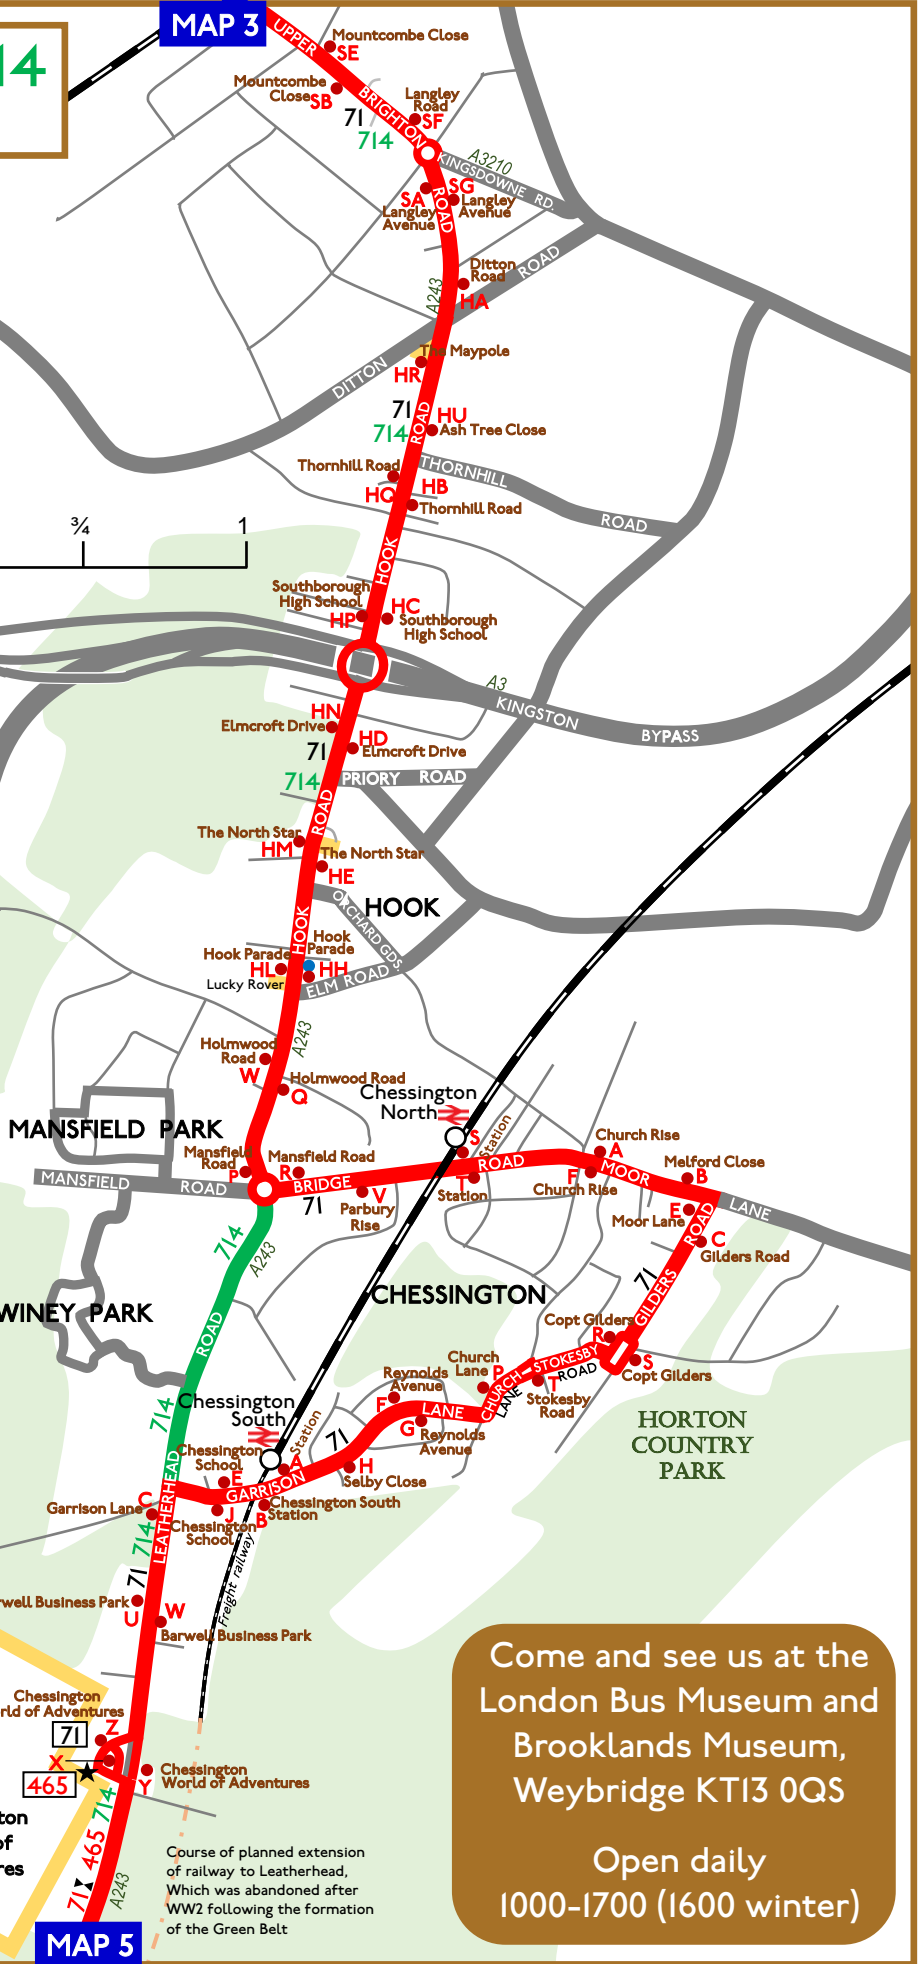 MAP 3
14
UPPER
Mountcombe Close
SE
Mountcombe
Close
SB
71
714
BRIGHTON
Langley
Road
SF
A3210
KINGSDOWNE RD.
SA
SG
Langley
Avenue
Langley
Avenue
ROAD
Ditton
Road
HA
A243
ROAD
DITTON
The Maypole
HR
71
714
ROAD
HU
Ash Tree Close
Thornhill Road
HQ
HB
Thornhill Road
THORNHILL
ROAD
¾
1
HOOK
Southborough
High School
HP
HC
Southborough
High School
A3
KINGSTON
BYPASS
HN
Elmcroft Drive
HD
Elmcroft Drive
71
714
PRIORY ROAD
ROAD
The North Star
HM
The North Star
HE
ORCHARD GDS.
HOOK
HOOK
Hook
Parade
Hook Parade
HL
HH
Lucky Rover
ELM ROAD
A243
Holmwood
Road
W
Holmwood Road
Q
Chessington
North
S
Station
MANSFIELD PARK
Mansfield
Road
P
R
Mansfield Road
MANSFIELD
ROAD
BRIDGE
ROAD
71
V
Parbury
Rise
T
Station
Church Rise
A
F
Church Rise
MOOR
Melford Close
B
LANE
E
Moor Lane
C
Gilders Road
ROAD
GILDERS
71
714
A243
WINEY PARK
ROAD
CHESSINGTON
Copt Gilders
R
S
Copt Gilders
STOKESBY
ROAD
T
Stokesby
Road
Church
Lane
P
CHURCH
LANE
Reynolds
Avenue
F
LANE
G
Reynolds
Avenue
HORTON
COUNTRY
PARK
714
Chessington
South
Station
71
H
Selby Close
Chessington
School
E
A
GARRISON
J
B
Chessington South
Station
Chessington
School
C
Garrison Lane
714
LEATHERHEAD
Freight railway
71
rwell Business Park
U
W
Barwell Business Park
Chessington
rld of Adventures
Z
71
X
465
Y
Chessington
World of Adventures
714
ton
of
res
465
71
A243
MAP 5
Course of planned extension
of railway to Leatherhead,
Which was abandoned after
WW2 following the formation
of the Green Belt
Come and see us at the
London Bus Museum and
Brooklands Museum,
Weybridge KT13 0QS
Open daily
1000-1700 (1600 winter)